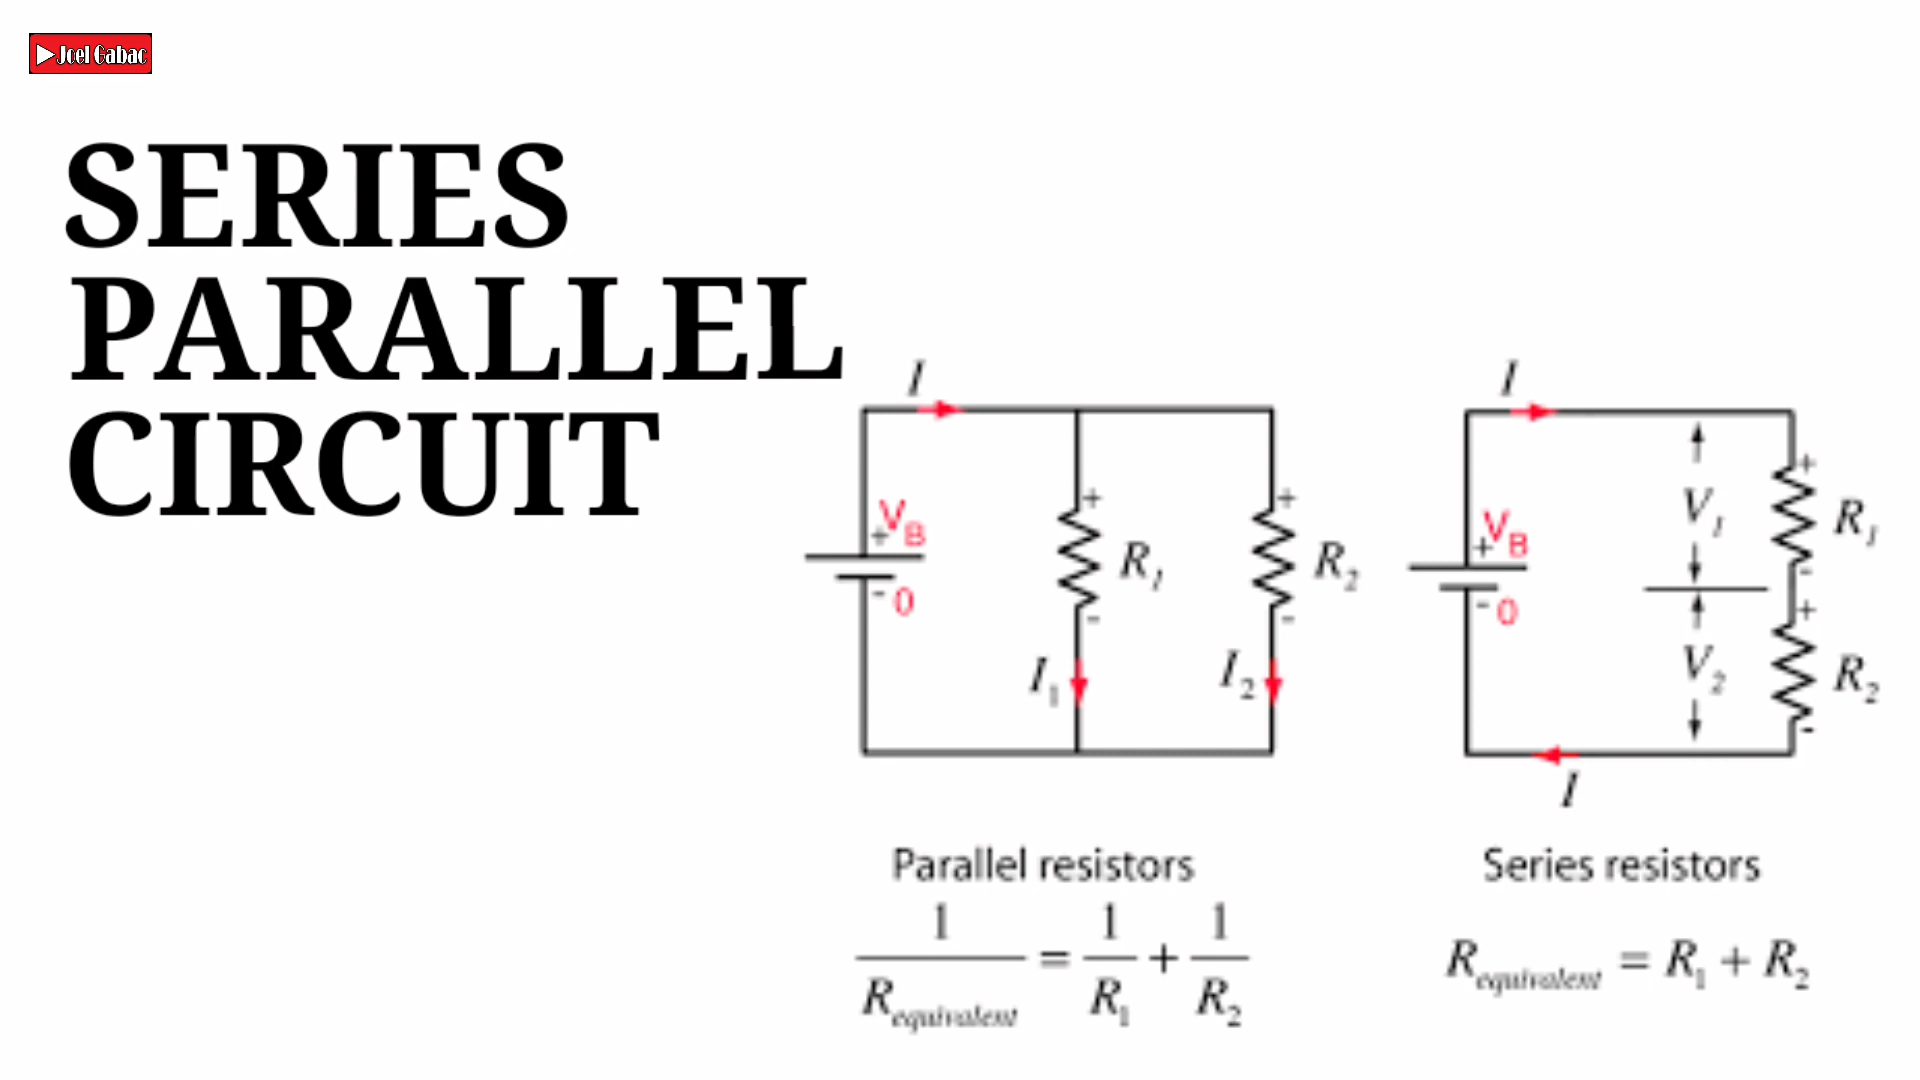 Joel Gabac
SERIES
PARALLEL
CIRCUIT
I
V_B
+
- 0
+
R_1
-
I_1
+
R_2
-
I_2
Parallel resistors
1/R_equivalent = 1/R_1 + 1/R_2
I
V_B
+
- 0
V_1
+
R_1
-
V_2
+
R_2
-
I
Series resistors
R_equivalent = R_1 + R_2